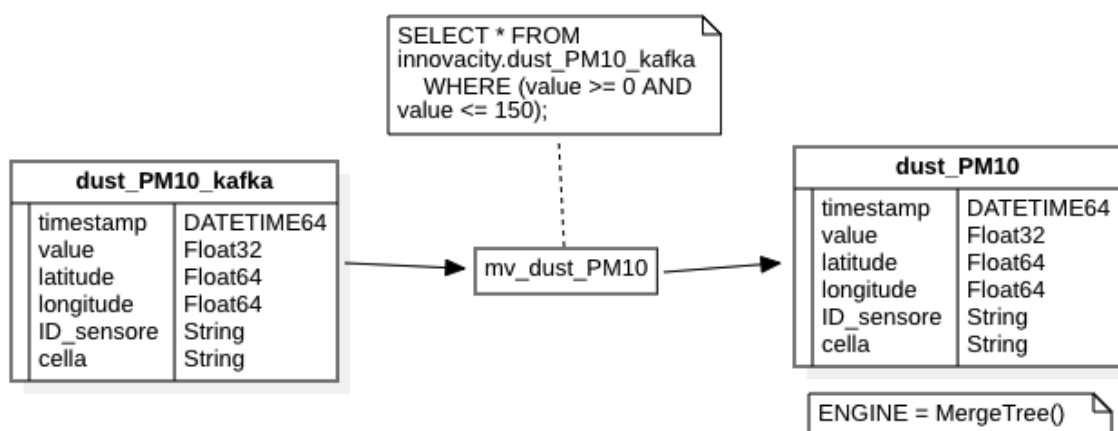 SELECT * FROM
innovacity.dust_PM10_kafka
WHERE (value >= 0 AND
value <= 150);
dust_PM10_kafka
timestamp DATETIME64
value Float32
latitude Float64
longitude Float64
ID_sensore String
cella String
mv_dust_PM10
dust_PM10
timestamp DATETIME64
value Float32
latitude Float64
longitude Float64
ID_sensore String
cella String
ENGINE = MergeTree()